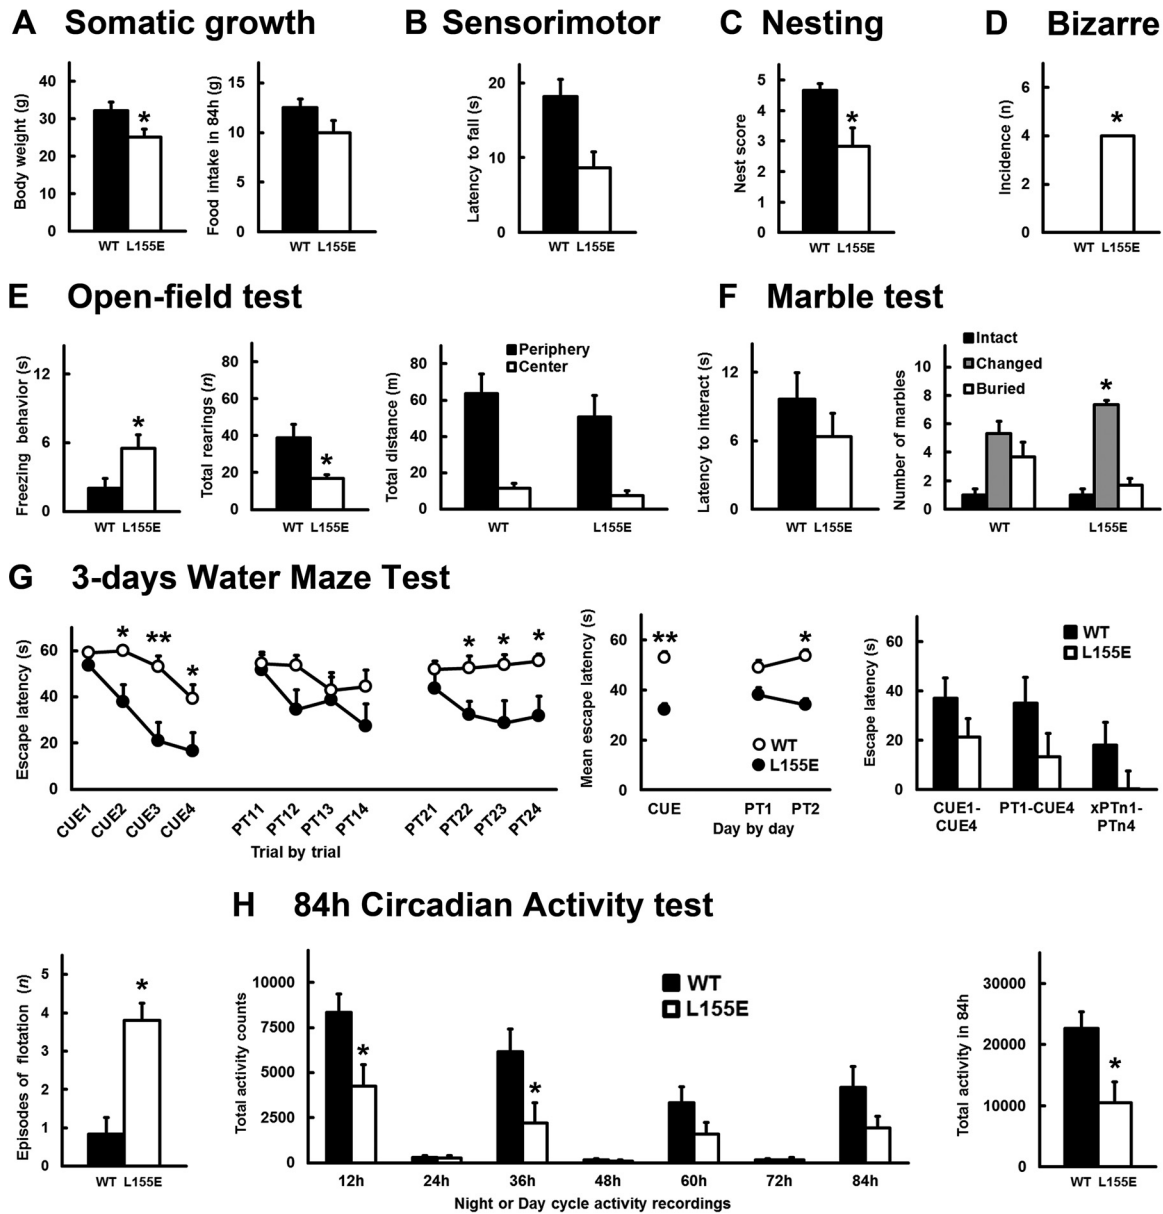 A Somatic growth
B Sensorimotor
C Nesting
D Bizarre
Body weight (g)
40
30
20
10
0
*
WT L155E
Food intake in 84h (g)
15
10
5
0
WT L155E
Latency to fall (s)
20
10
0
WT L155E
Nest score
5
4
3
2
1
0
*
WT L155E
Incidence (n)
6
4
2
0
*
WT L155E
E Open-field test
F Marble test
Freezing behavior (s)
12
6
0
*
WT L155E
Total rearings (n)
80
60
40
20
0
*
WT L155E
Total distance (m)
80
60
40
20
0
Periphery
Center
WT
L155E
Latency to interact (s)
12
6
0
WT L155E
Number of marbles
10
8
6
4
2
0
Intact
Changed
Buried
*
WT
L155E
G 3-days Water Maze Test
Escape latency (s)
60
40
20
0
* ** *
* * *
CUE1 CUE2 CUE3 CUE4 PT11 PT12 PT13 PT14 PT21 PT22 PT23 PT24
Trial by trial
Mean escape latency (s)
60
40
20
0
** *
WT
L155E
CUE PT1 PT2
Day by day
Escape latency (s)
60
40
20
0
WT
L155E
CUE1- PT1-CUE4 xPTn1-
CUE4 PTn4
H 84h Circadian Activity test
Episodes of flotation (n)
5
4
3
2
1
0
*
WT L155E
Total activity counts
10000
7500
5000
2500
0
WT
L155E
* *
12h 24h 36h 48h 60h 72h 84h
Night or Day cycle activity recordings
Total activity in 84h
30000
20000
10000
0
*
WT L155E